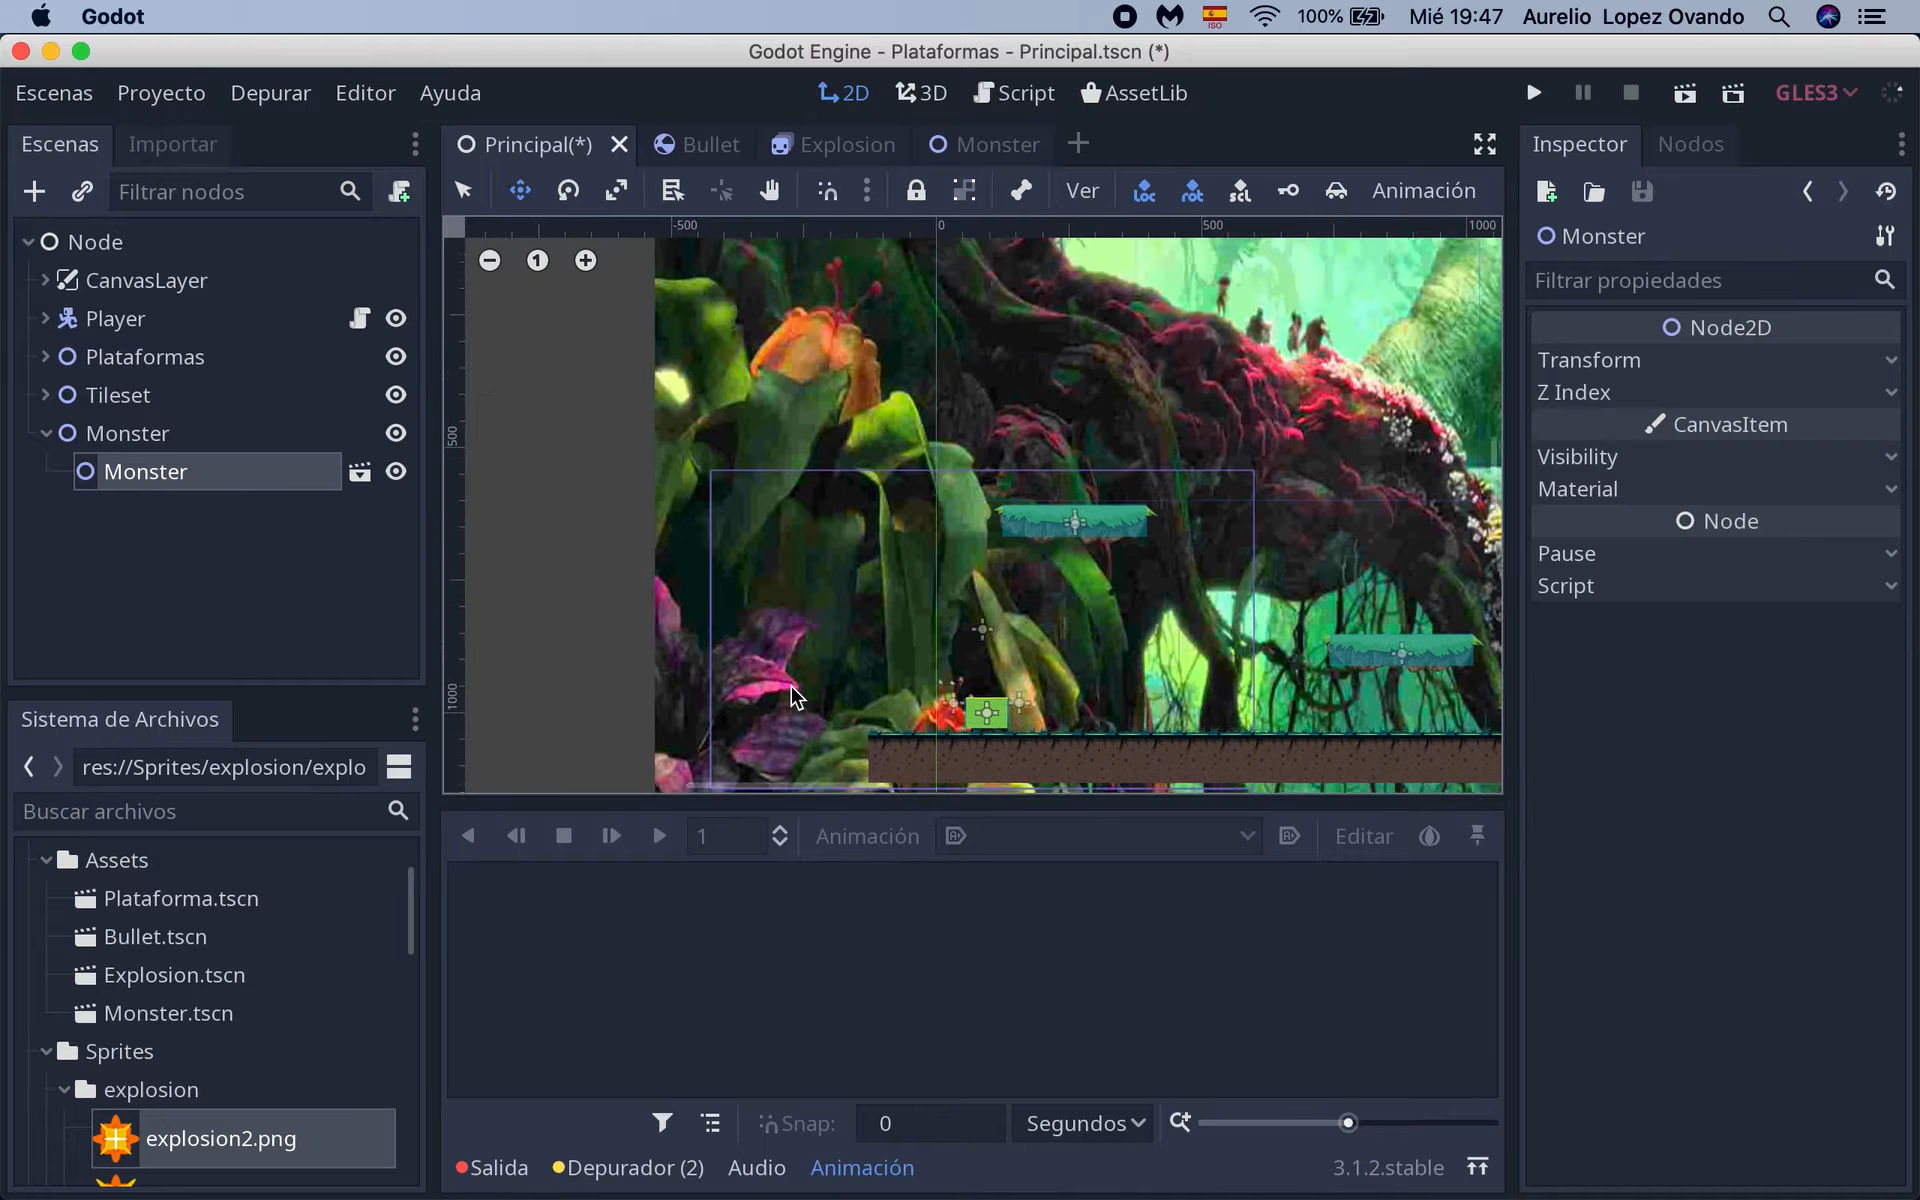 Godot
ISO
100%
Mié 19:47
Aurelio Lopez Ovando
Godot Engine - Plataformas - Principal.tscn (*)
Escenas
Proyecto
Depurar
Editor
Ayuda
2D
3D
Script
AssetLib
GLES3
Escenas
Importar
Principal(*)
Bullet
Explosion
Monster
Inspector
Nodos
Filtrar nodos
Ver
Animación
Node
CanvasLayer
Player
Plataformas
Tileset
Monster
Monster
-500
0
500
1000
1
500
1000
Monster
Filtrar propiedades
Node2D
Transform
Z Index
CanvasItem
Visibility
Material
Node
Pause
Script
Sistema de Archivos
res://Sprites/explosion/explo
Buscar archivos
Assets
Plataforma.tscn
Bullet.tscn
Explosion.tscn
Monster.tscn
Sprites
explosion
explosion2.png
1
Animación
Editar
Snap:
0
Segundos
Salida
Depurador (2)
Audio
Animación
3.1.2.stable